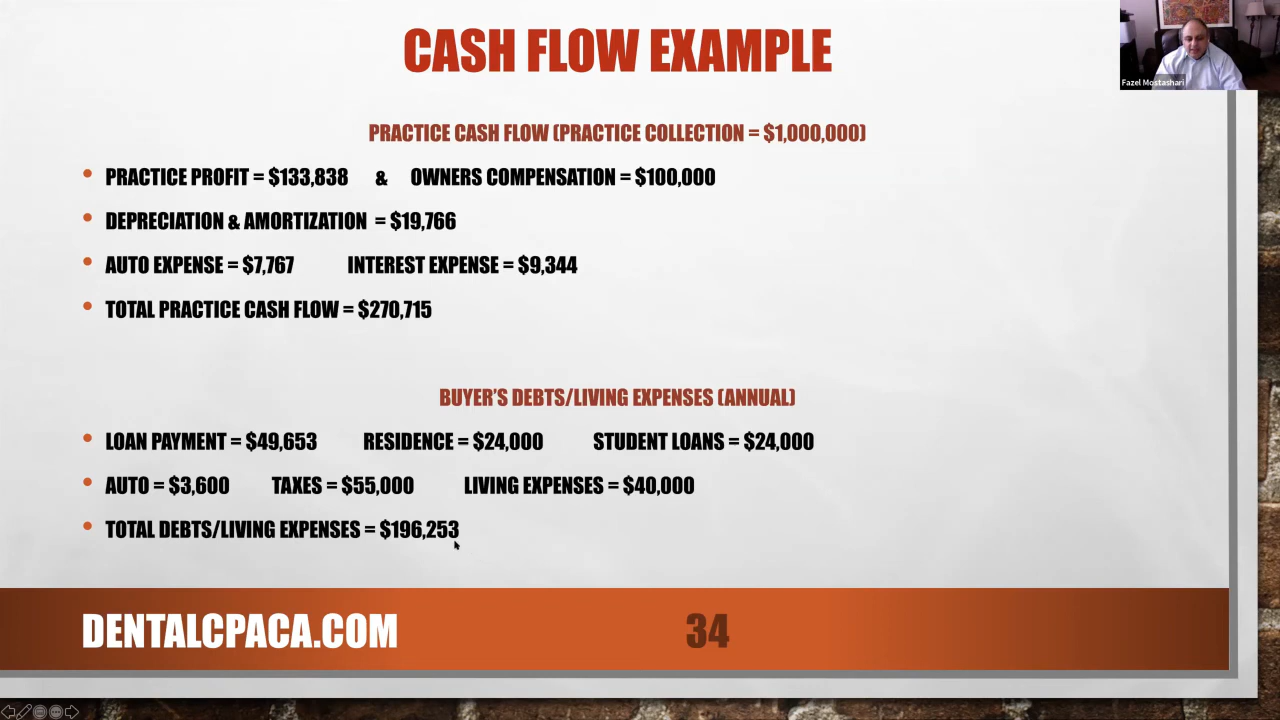 CASH FLOW EXAMPLE
Fazel Mostashari
PRACTICE CASH FLOW (PRACTICE COLLECTION = $1,000,000)
• PRACTICE PROFIT = $133,838 & OWNERS COMPENSATION = $100,000
• DEPRECIATION & AMORTIZATION = $19,766
• AUTO EXPENSE = $7,767 INTEREST EXPENSE = $9,344
• TOTAL PRACTICE CASH FLOW = $270,715
BUYER'S DEBTS/LIVING EXPENSES (ANNUAL)
• LOAN PAYMENT = $49,653 RESIDENCE = $24,000 STUDENT LOANS = $24,000
• AUTO = $3,600 TAXES = $55,000 LIVING EXPENSES = $40,000
• TOTAL DEBTS/LIVING EXPENSES = $196,253
DENTALCPACA.COM 34